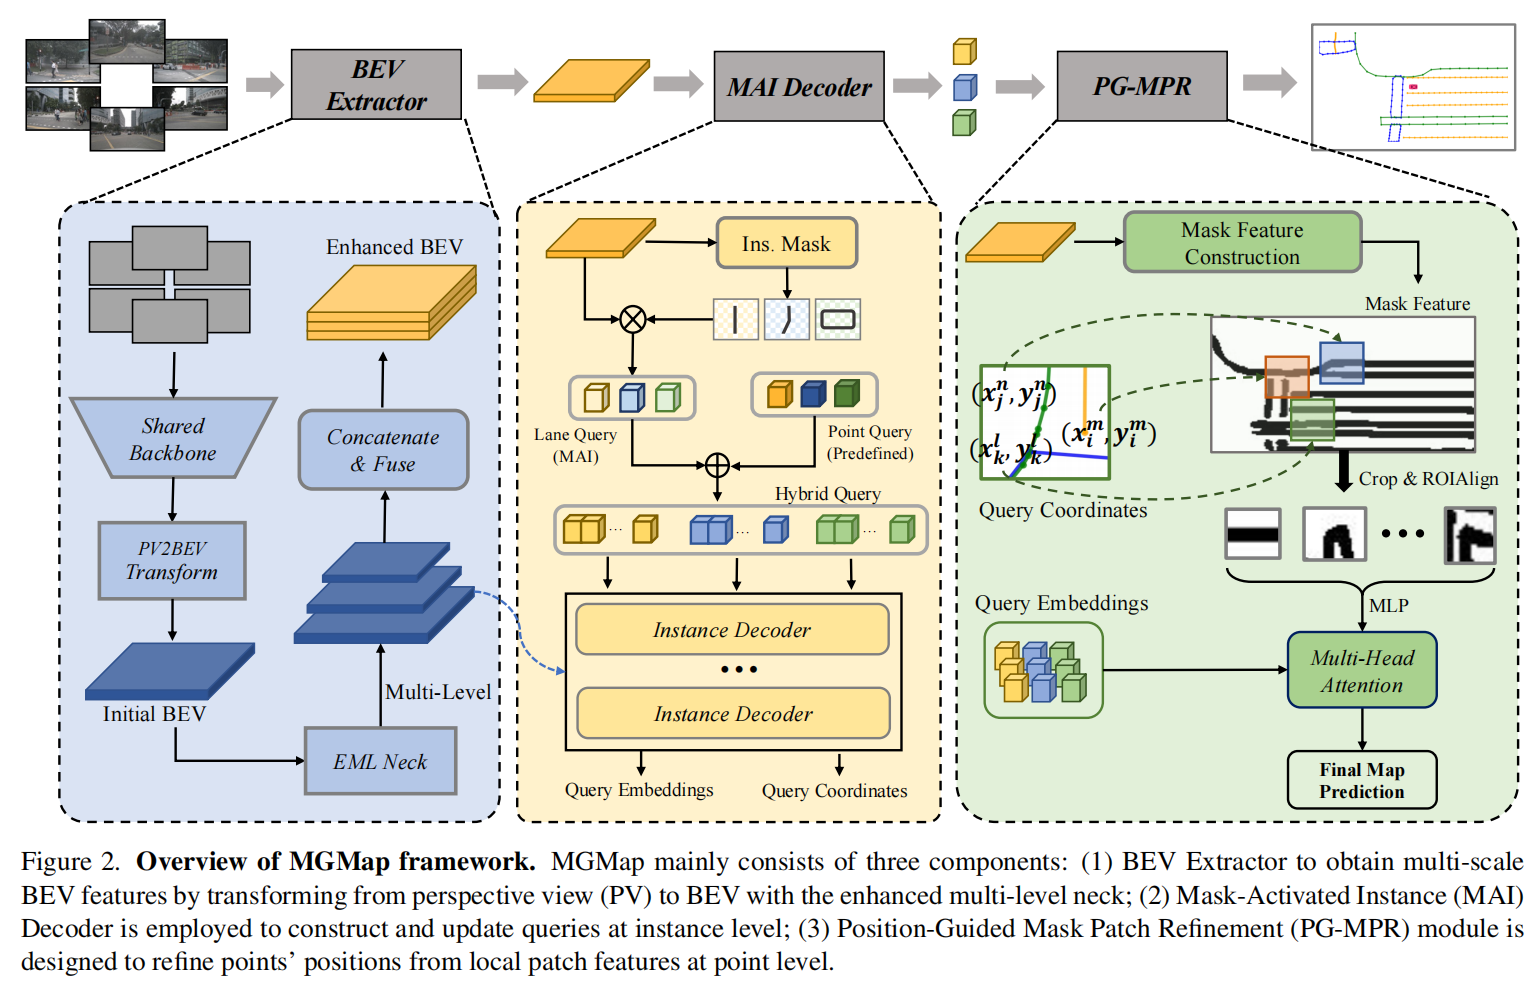 BEV
Extractor
MAI Decoder
PG-MPR
Enhanced BEV
Shared
Backbone
Concatenate
& Fuse
PV2BEV
Transform
Initial BEV
Multi-Level
EML Neck
Ins. Mask
Lane Query
(MAI)
Point Query
(Predefined)
Hybrid Query
...
...
...
Instance Decoder
•••
Instance Decoder
Query Embeddings
Query Coordinates
Mask Feature
Construction
Mask Feature
(x_j^n, y_j^n)
(x_i^m, y_i^m)
(x_k^l, y_k^l)
Query Coordinates
Crop & ROIAlign
•••
Query Embeddings
MLP
Multi-Head
Attention
Final Map
Prediction
Figure 2. Overview of MGMap framework. MGMap mainly consists of three components: (1) BEV Extractor to obtain multi-scale
BEV features by transforming from perspective view (PV) to BEV with the enhanced multi-level neck; (2) Mask-Activated Instance (MAI)
Decoder is employed to construct and update queries at instance level; (3) Position-Guided Mask Patch Refinement (PG-MPR) module is
designed to refine points' positions from local patch features at point level.